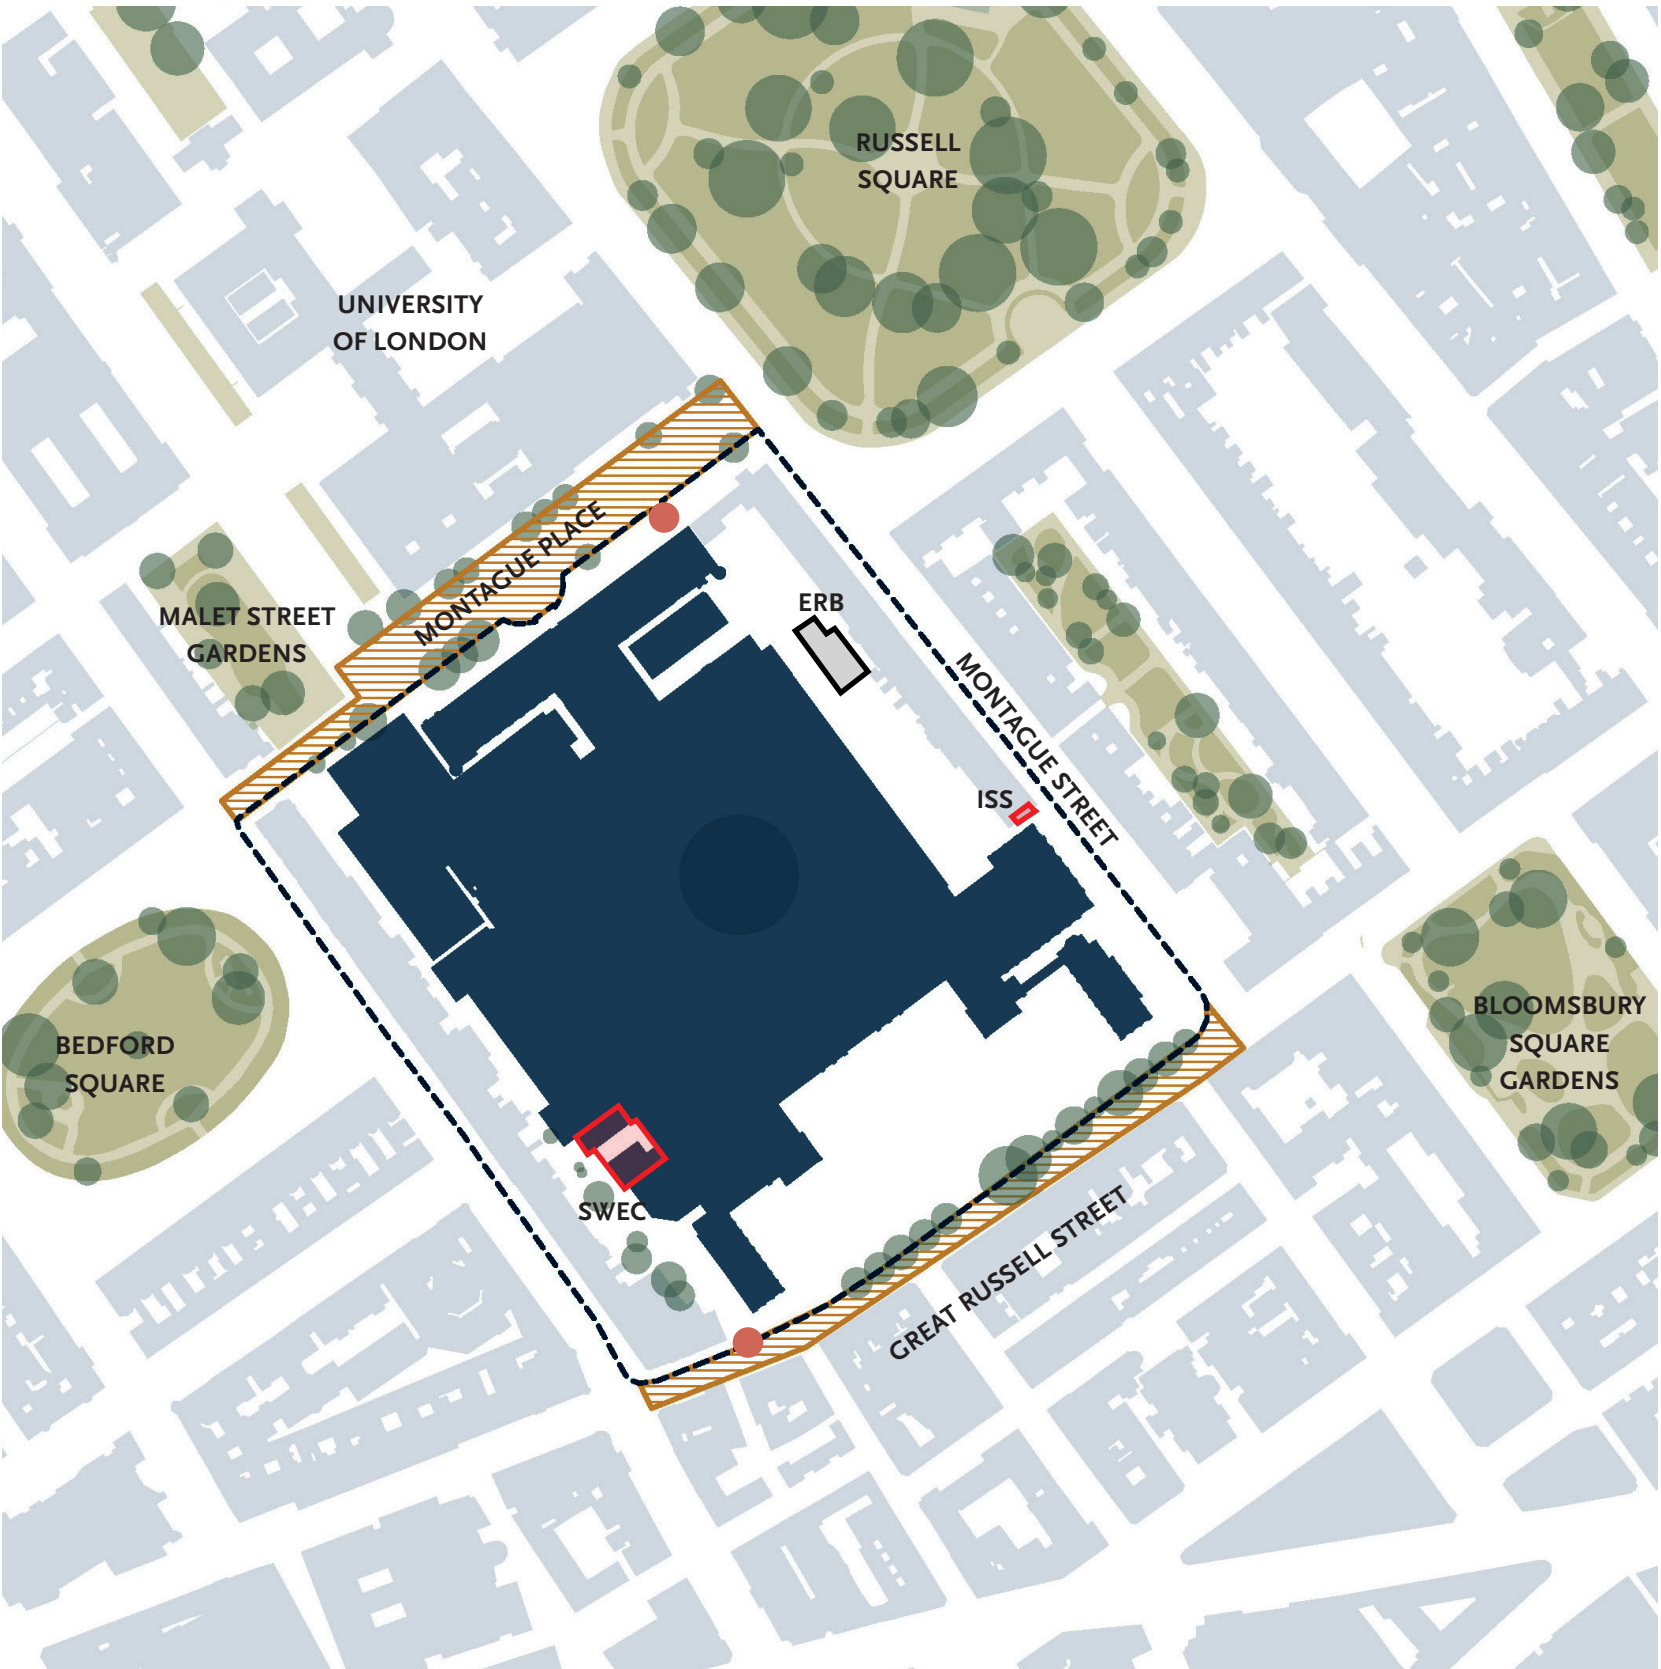 RUSSELL
SQUARE
UNIVERSITY
OF LONDON
MONTAGUE PLACE
MALET STREET
GARDENS
ERB
MONTAGUE STREET
ISS
BEDFORD
SQUARE
BLOOMSBURY
SQUARE
GARDENS
SWEC
GREAT RUSSELL STREET